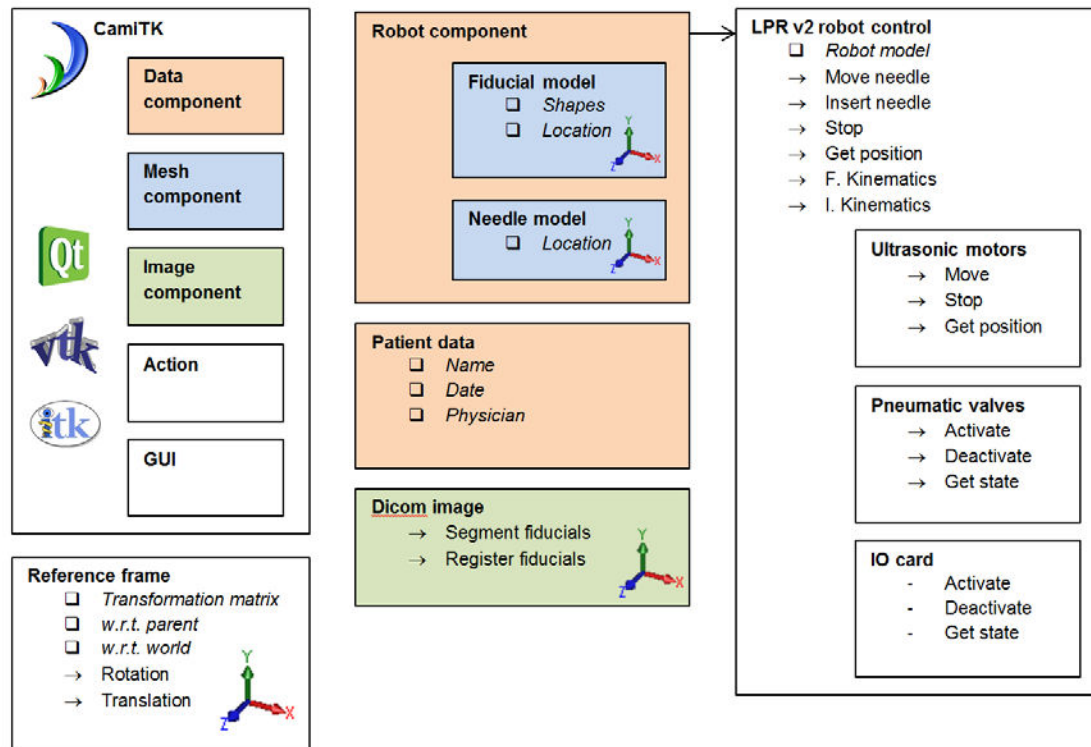 CamiTK
Data
component
Mesh
component
Qt
Image
component
vtk
Action
itk
GUI
Reference frame
❑ Transformation matrix
❑ w.r.t. parent
❑ w.r.t. world
→ Rotation
→ Translation
Y
X
Z
Robot component
Fiducial model
❑ Shapes
❑ Location
Y
X
Z
Needle model
❑ Location
Y
X
Z
Patient data
❑ Name
❑ Date
❑ Physician
Dicom image
→ Segment fiducials
→ Register fiducials
Y
X
Z
LPR v2 robot control
❑ Robot model
→ Move needle
→ Insert needle
→ Stop
→ Get position
→ F. Kinematics
→ I. Kinematics
Ultrasonic motors
→ Move
→ Stop
→ Get position
Pneumatic valves
→ Activate
→ Deactivate
→ Get state
IO card
- Activate
- Deactivate
- Get state